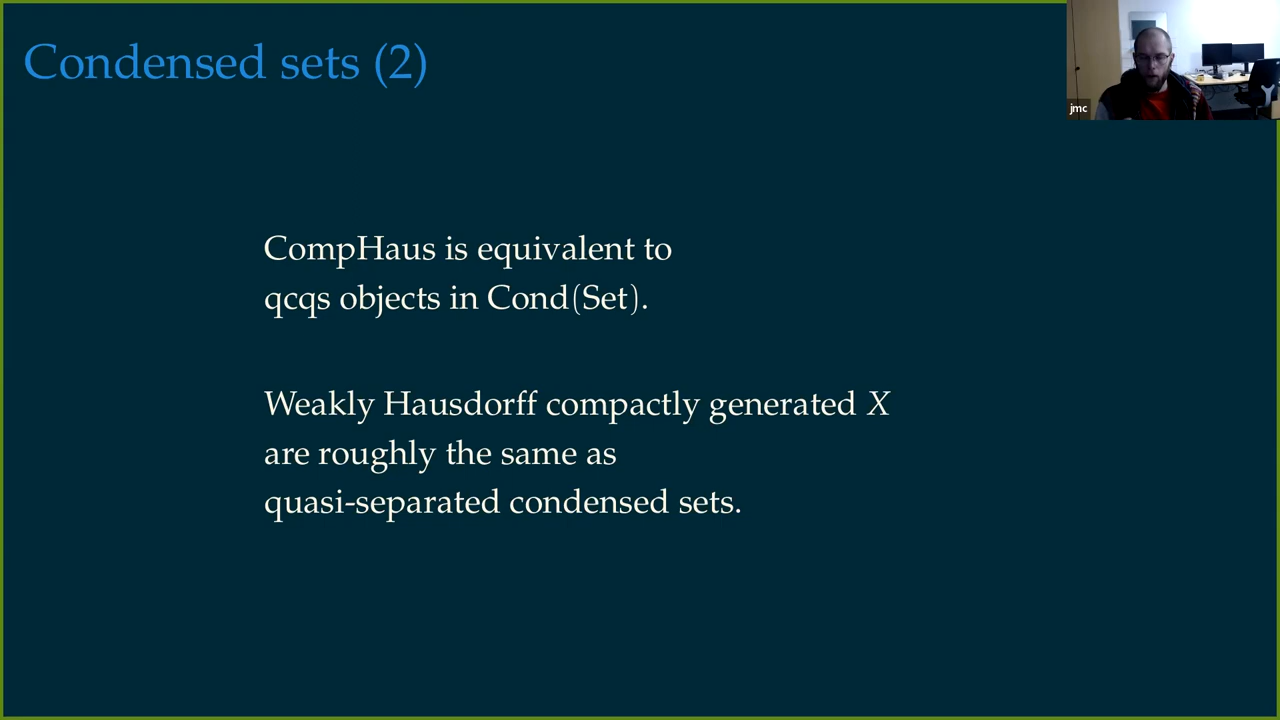 Condensed sets (2)
jmc
CompHaus is equivalent to
qcqs objects in Cond(Set).
Weakly Hausdorff compactly generated X
are roughly the same as
quasi-separated condensed sets.